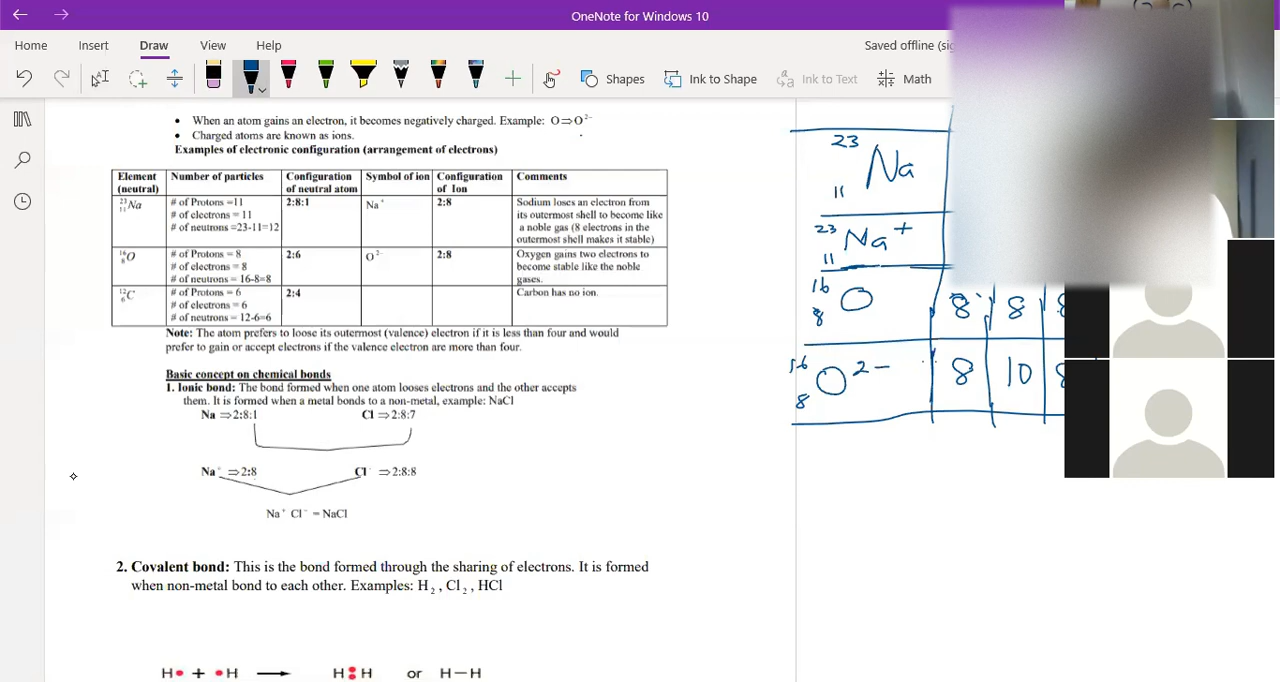 OneNote for Windows 10
Home Insert Draw View Help Saved offline
Shapes Ink to Shape Ink to Text Math
• When an atom gains an electron, it becomes negatively charged. Example: O⇒O²⁻
• Charged atoms are known as ions.
Examples of electronic configuration (arrangement of electrons)
Element (neutral) Number of particles Configuration of neutral atom Symbol of ion Configuration of Ion Comments
²³₁₁Na # of Protons =11 2:8:1 Na⁺ 2:8 Sodium loses an electron from
# of electrons = 11 its outermost shell to become like
# of neutrons =23-11=12 a noble gas (8 electrons in the
outermost shell makes it stable)
¹⁶₈O # of Protons = 8 2:6 O²⁻ 2:8 Oxygen gains two electrons to
# of electrons = 8 become stable like the noble
# of neutrons = 16-8=8 gases.
¹²₆C # of Protons = 6 2:4 Carbon has no ion.
# of electrons = 6
# of neutrons = 12-6=6
Note: The atom prefers to loose its outermost (valence) electron if it is less than four and would
prefer to gain or accept electrons if the valence electron are more than four.
Basic concept on chemical bonds
1. Ionic bond: The bond formed when one atom looses electrons and the other accepts
them. It is formed when a metal bonds to a non-metal, example: NaCl
Na ⇒2:8:1 Cl ⇒2:8:7
Na⁺ ⇒2:8 Cl⁻ ⇒2:8:8
Na⁺ Cl⁻ = NaCl
2. Covalent bond: This is the bond formed through the sharing of electrons. It is formed
when non-metal bond to each other. Examples: H₂ , Cl₂ , HCl
H• + •H ⟶ H:H or H–H
²³₁₁Na
²³₁₁Na⁺
¹⁶₈O 8 8
¹⁶₈O²⁻ 8 10